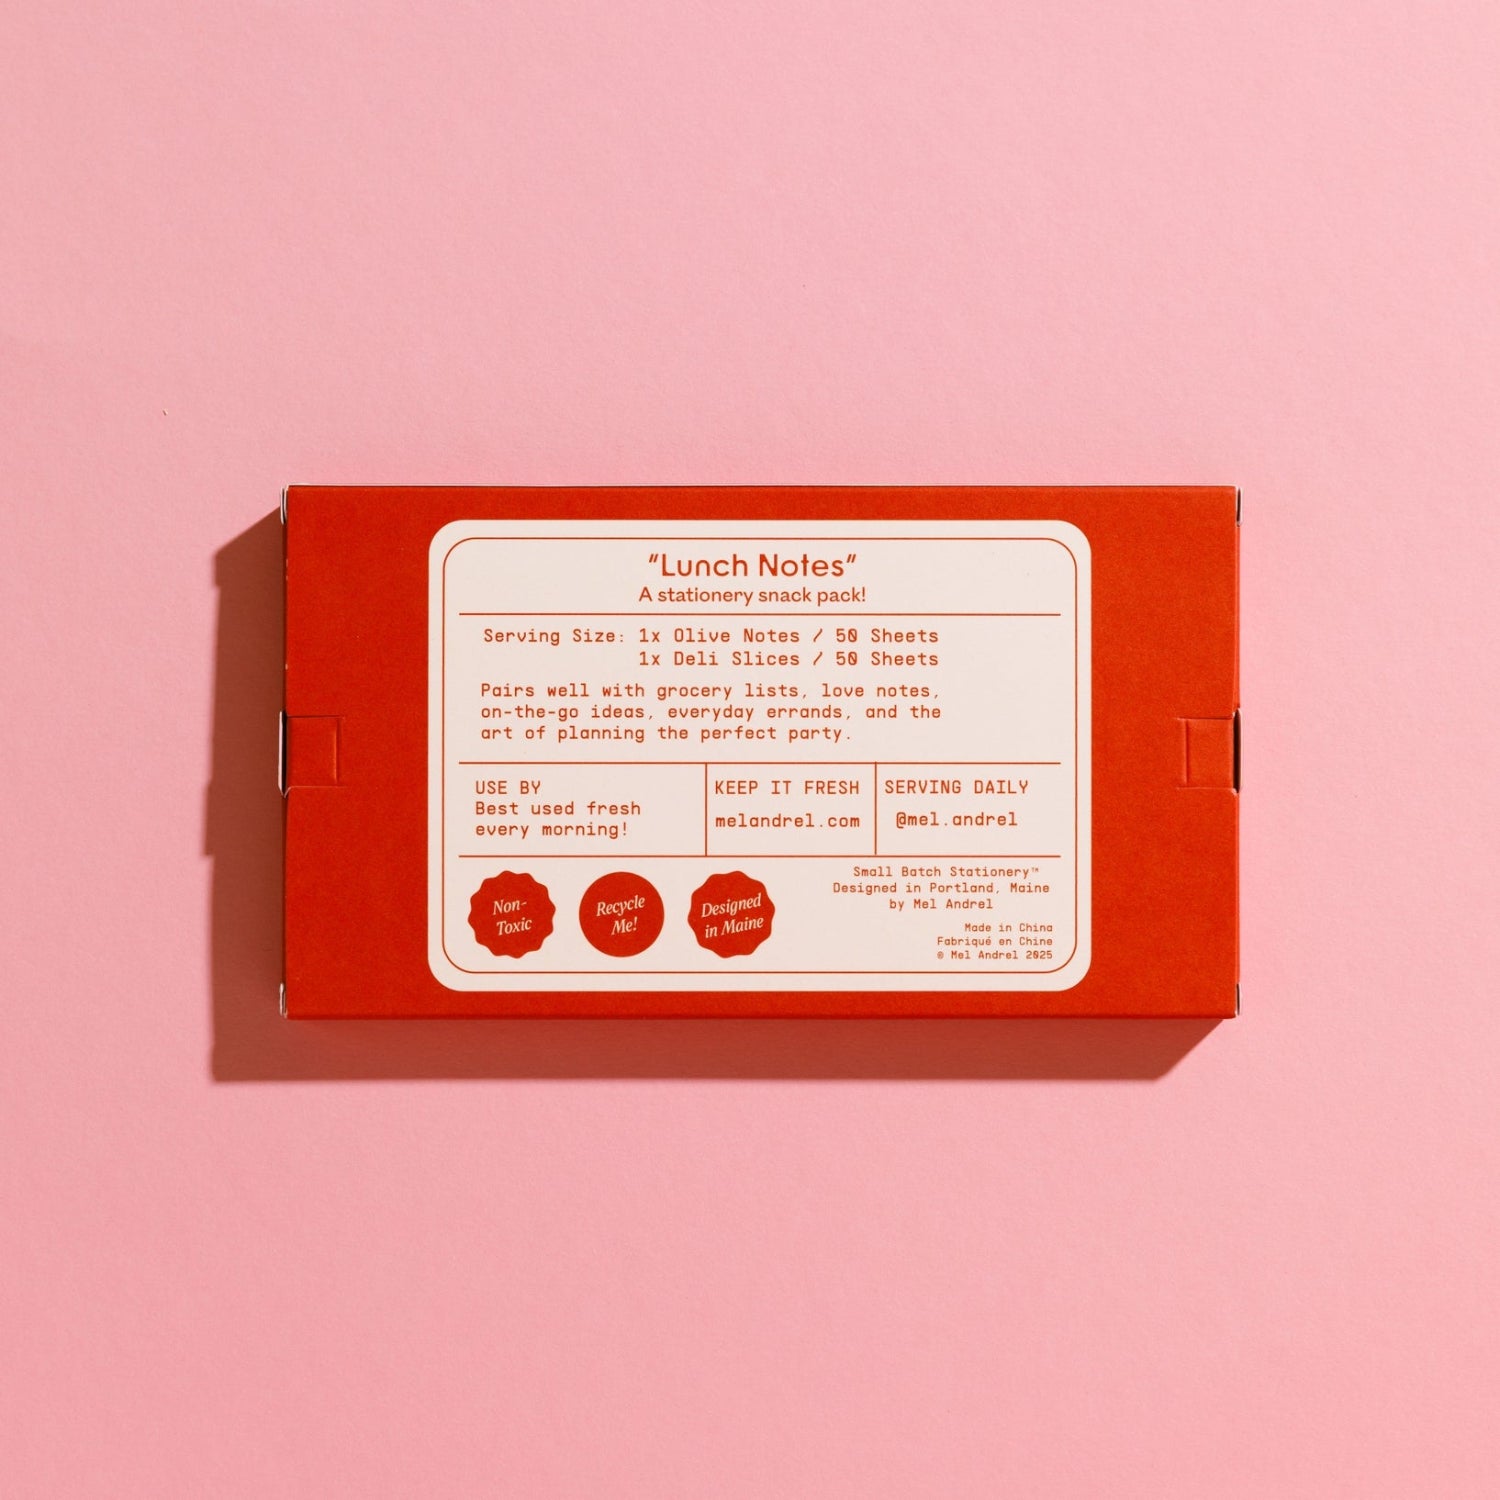 "Lunch Notes"
A stationery snack pack!
Serving Size: 1x Olive Notes / 50 Sheets
1x Deli Slices / 50 Sheets
Pairs well with grocery lists, love notes,
on-the-go ideas, everyday errands, and the
art of planning the perfect party.
USE BY
Best used fresh
every morning!
KEEP IT FRESH
melandrel.com
SERVING DAILY
@mel.andrel
Non-
Toxic
Recycle
Me!
Designed
in Maine
Small Batch Stationery™
Designed in Portland, Maine
by Mel Andrel
Made in China
Fabriqué en Chine
© Mel Andrel 2025